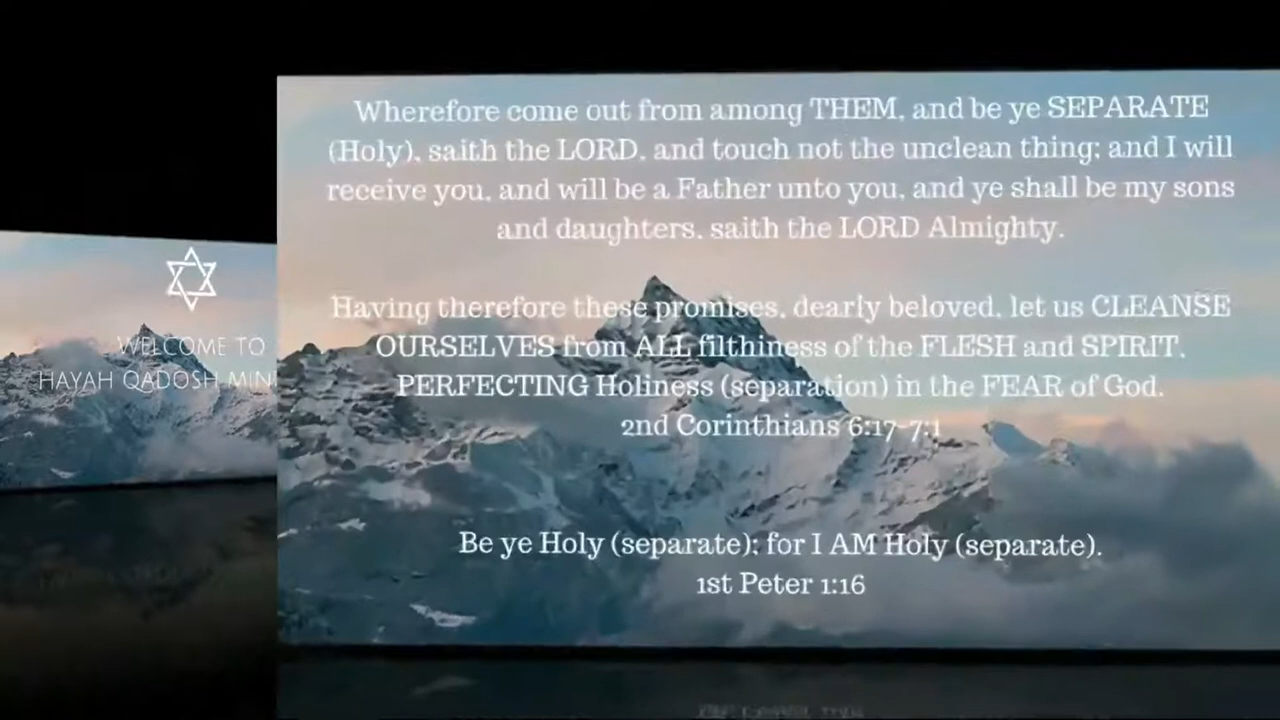 WELCOME TO
HAYAH QADOSH MIN
Wherefore come out from among THEM, and be ye SEPARATE
(Holy), saith the LORD, and touch not the unclean thing; and I will
receive you, and will be a Father unto you, and ye shall be my sons
and daughters, saith the LORD Almighty.
Having therefore these promises, dearly beloved, let us CLEANSE
OURSELVES from ALL filthiness of the FLESH and SPIRIT,
PERFECTING Holiness (separation) in the FEAR of God.
2nd Corinthians 6:17-7:1
Be ye Holy (separate); for I AM Holy (separate).
1st Peter 1:16